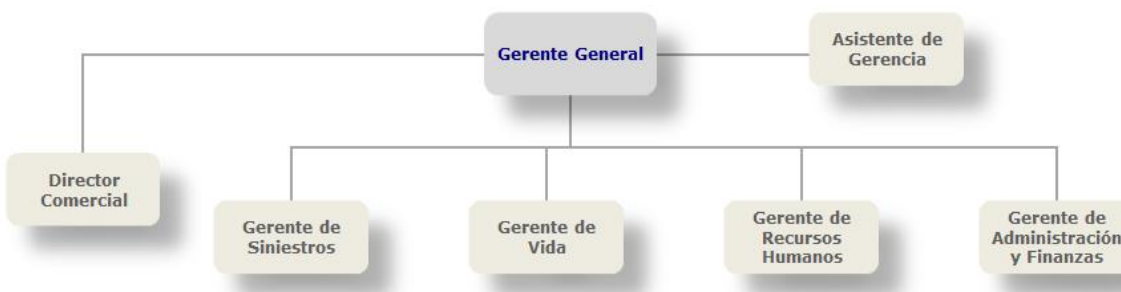 Gerente General
Asistente de
Gerencia
Director
Comercial
Gerente de
Siniestros
Gerente de
Vida
Gerente de
Recursos
Humanos
Gerente de
Administración
y Finanzas